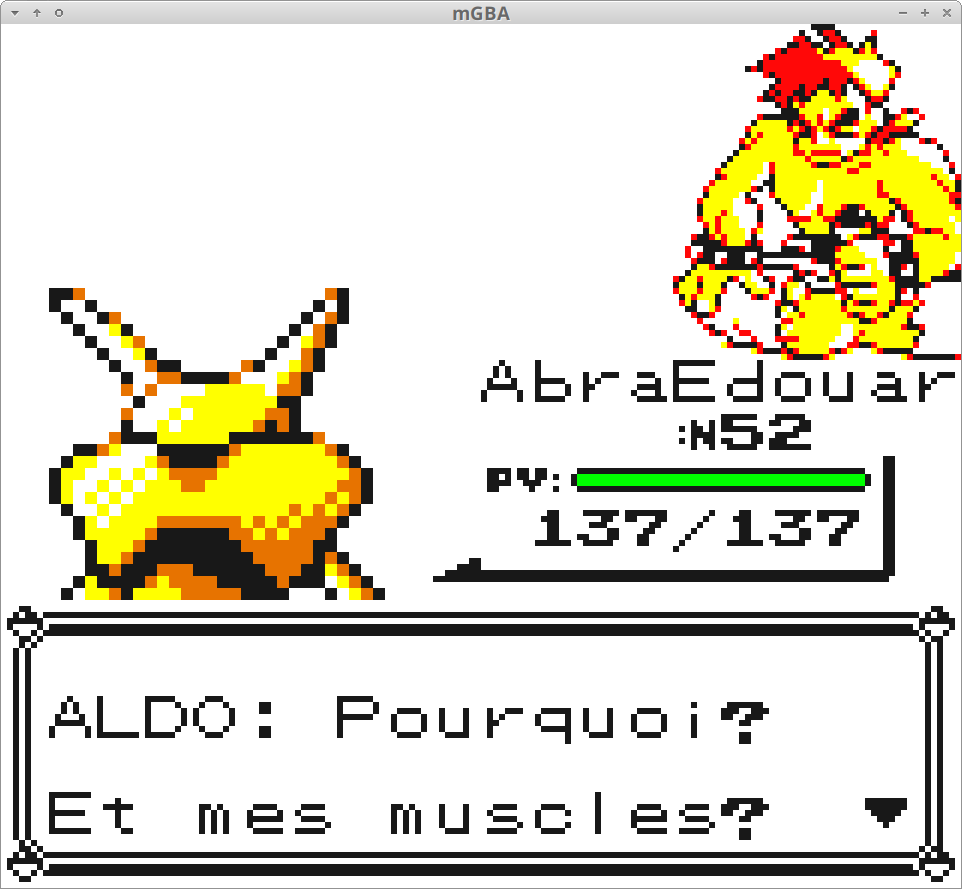 mGBA
AbraEdouar
:N52
PV:
137/137
ALDO: Pourquoi?
Et mes muscles?